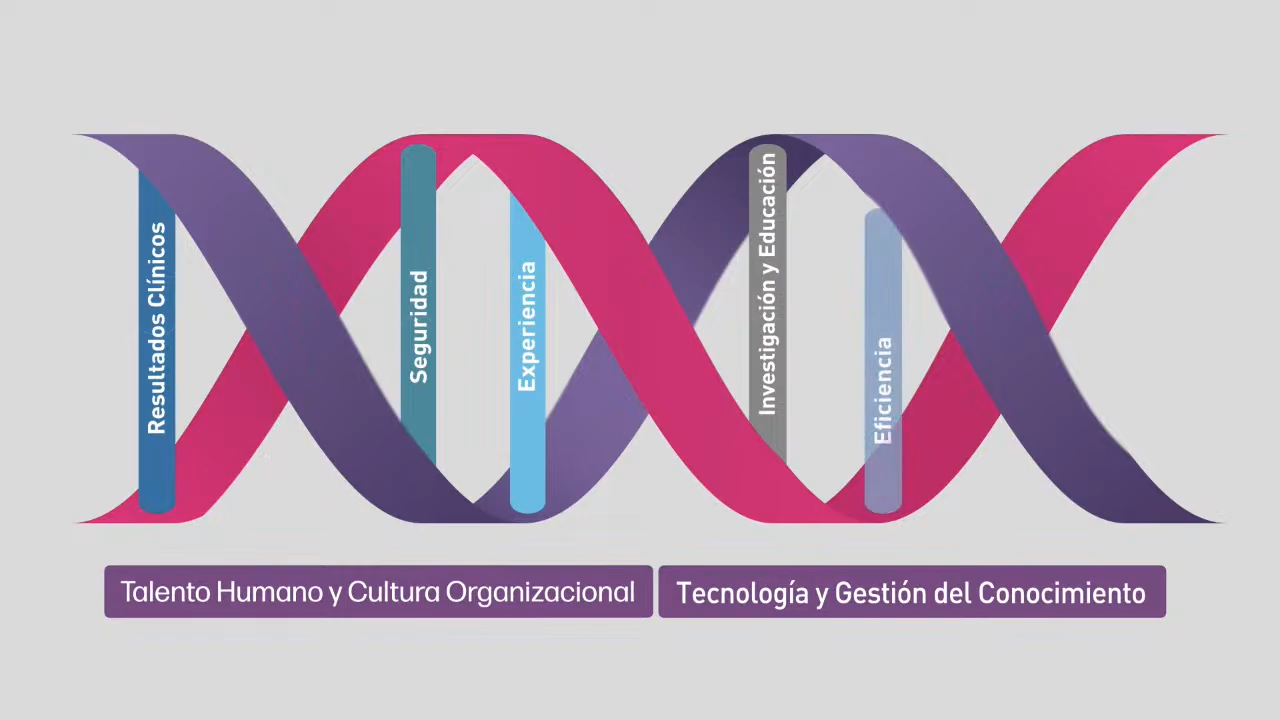 Resultados Clínicos
Seguridad
Experiencia
Investigación y Educación
Eficiencia
Talento Humano y Cultura Organizacional
Tecnología y Gestión del Conocimiento